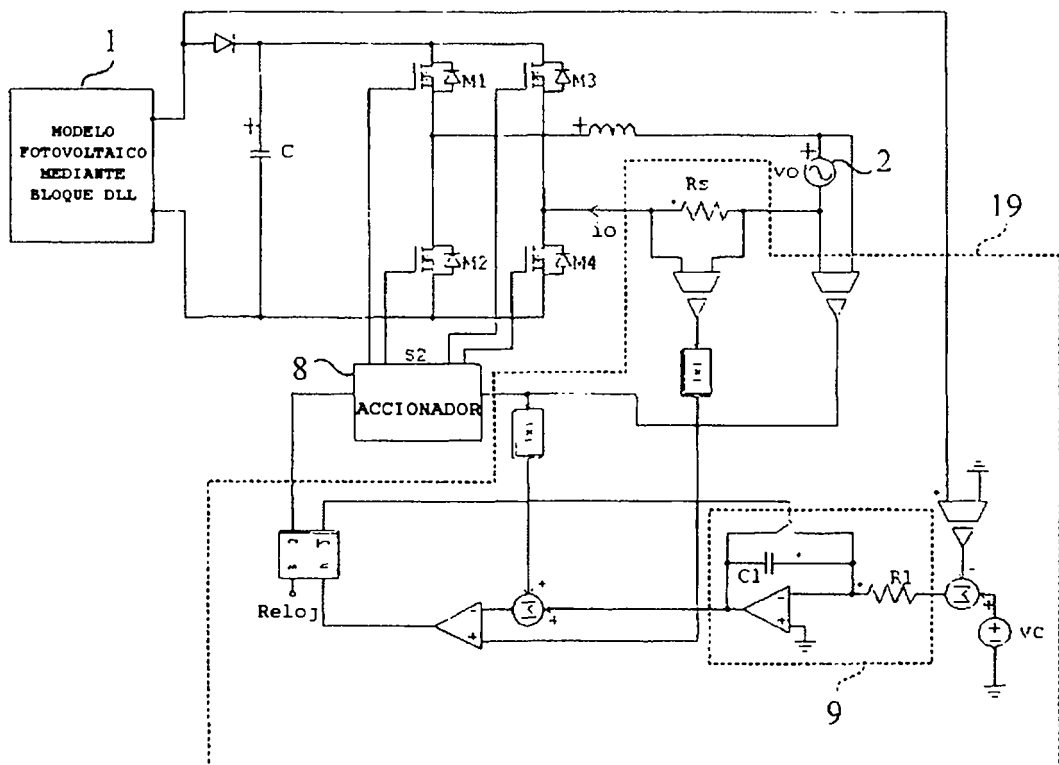 1
MODELO
FOTOVOLTAICO
MEDIANTE
BLOQUE DLL
+
C
M1
M3
+
+
vo
2
Rs
io
19
M2
M4
S2
8
ACCIONADOR
|x|
|x|
Reloj
+
+
-
+
C1
-
+
R1
-
Σ
+
+
-
vc
9